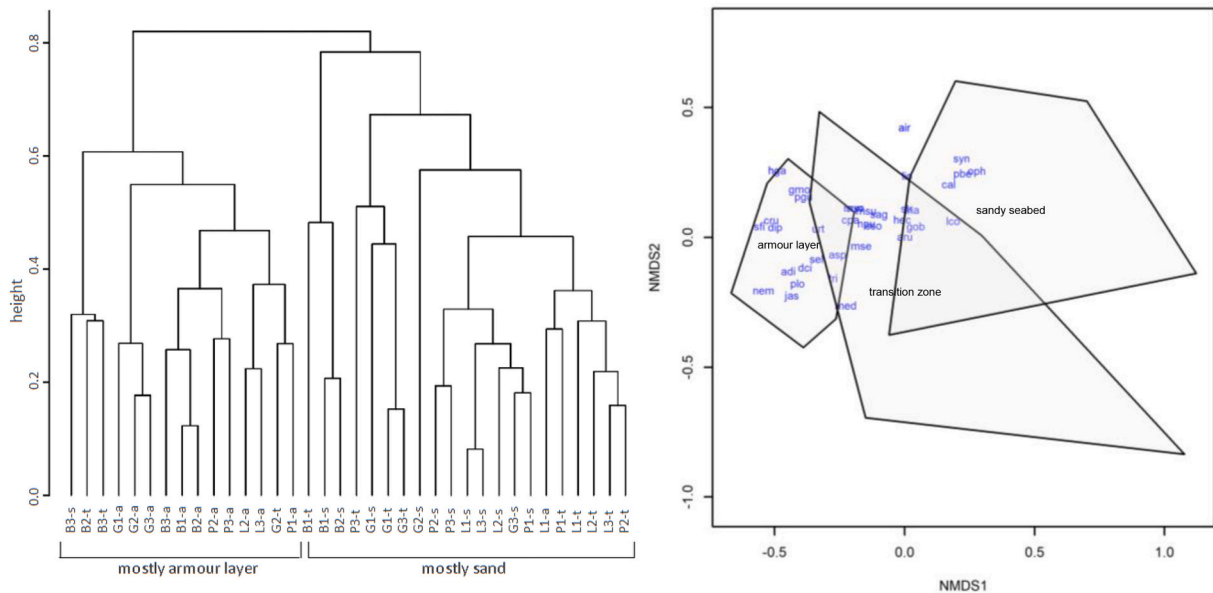 0.8
0.6
0.4
0.2
0.0
height
B3-s B2-t B3-t G1-a G2-a G3-a B3-a B1-a B2-a P2-a P3-a L2-a L3-a G2-t P1-a B1-t B1-s B2-s P3-t G1-s G1-t G3-t G2-s P2-s P3-s L1-s L3-s L2-s G3-s P1-s L1-a P1-t L1-t L2-t L3-t P2-t
mostly armour layer mostly sand
NMDS2
0.5
0.0
-0.5
-1.0
air
syn
hga
pbe oph
cal
gmo
sag
cru
lco
dip
urt
gob
aru
armour layer
mse
asp
sandy seabed
adi dci
plo
nem
jas
transition zone
-0.5 0.0 0.5 1.0
NMDS1